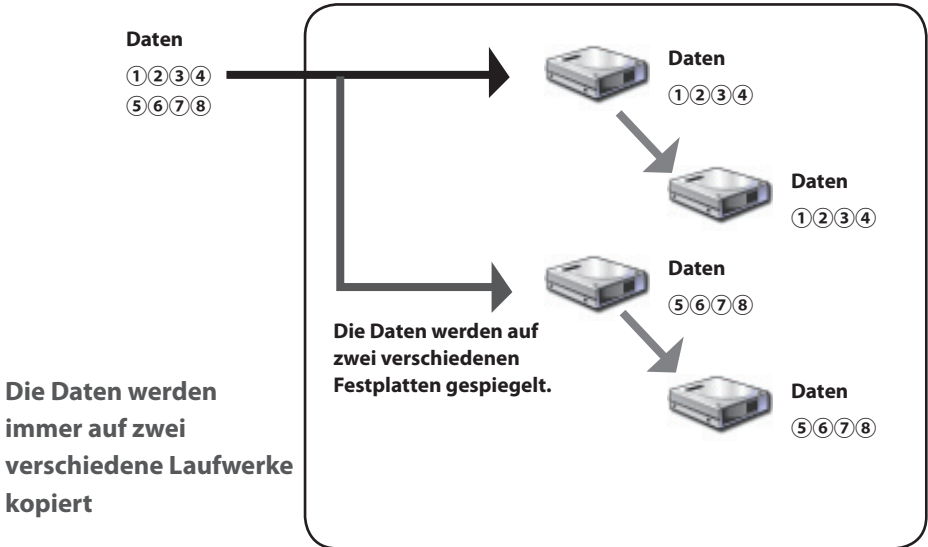 Daten
①②③④
⑤⑥⑦⑧
Daten
①②③④
Daten
①②③④
Daten
⑤⑥⑦⑧
Die Daten werden auf
zwei verschiedenen
Festplatten gespiegelt.
Daten
⑤⑥⑦⑧
Die Daten werden
immer auf zwei
verschiedene Laufwerke
kopiert